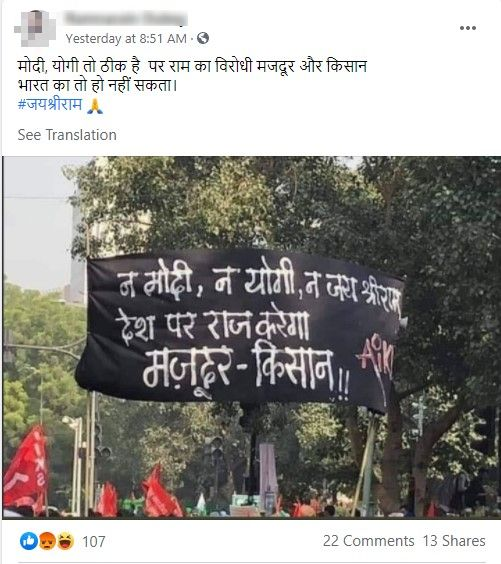 Yesterday at 8:51 AM ·
मोदी, योगी तो ठीक है पर राम का विरोधी मजदूर और किसान
भारत का तो हो नहीं सकता।
#जयश्रीराम 🙏
See Translation
न मोदी, न योगी, न जय श्रीराम
देश पर राज करेगा
मज़दूर-किसान!!
107
22 Comments 13 Shares